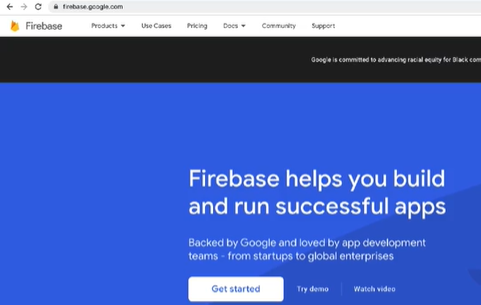 firebase.google.com
Firebase Products Use Cases Pricing Docs Community Support
Google is committed to advancing racial equity for Black com
Firebase helps you build
and run successful apps
Backed by Google and loved by app development
teams - from startups to global enterprises
Get started Try demo Watch video